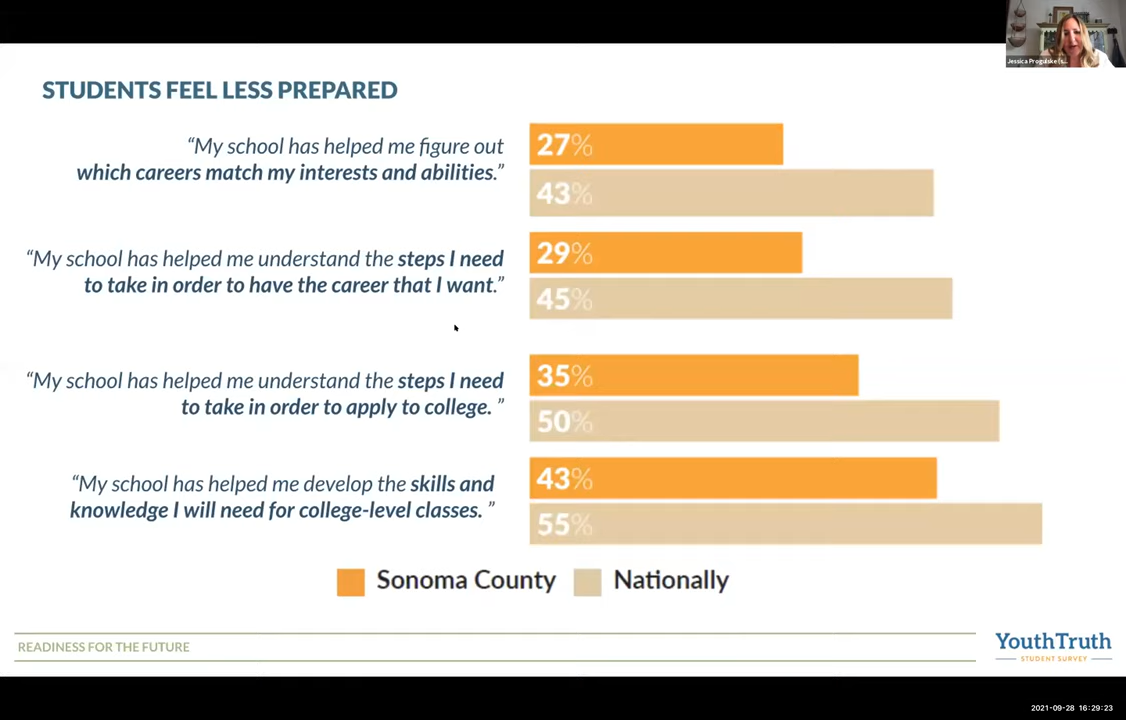 Jessica Progulske (s...
STUDENTS FEEL LESS PREPARED
“My school has helped me figure out
which careers match my interests and abilities.”
27%
43%
“My school has helped me understand the steps I need
to take in order to have the career that I want.”
29%
45%
“My school has helped me understand the steps I need
to take in order to apply to college. ”
35%
50%
“My school has helped me develop the skills and
knowledge I will need for college-level classes. ”
43%
55%
Sonoma County
Nationally
READINESS FOR THE FUTURE
YouthTruth
STUDENT SURVEY
2021-09-28 16:29:23